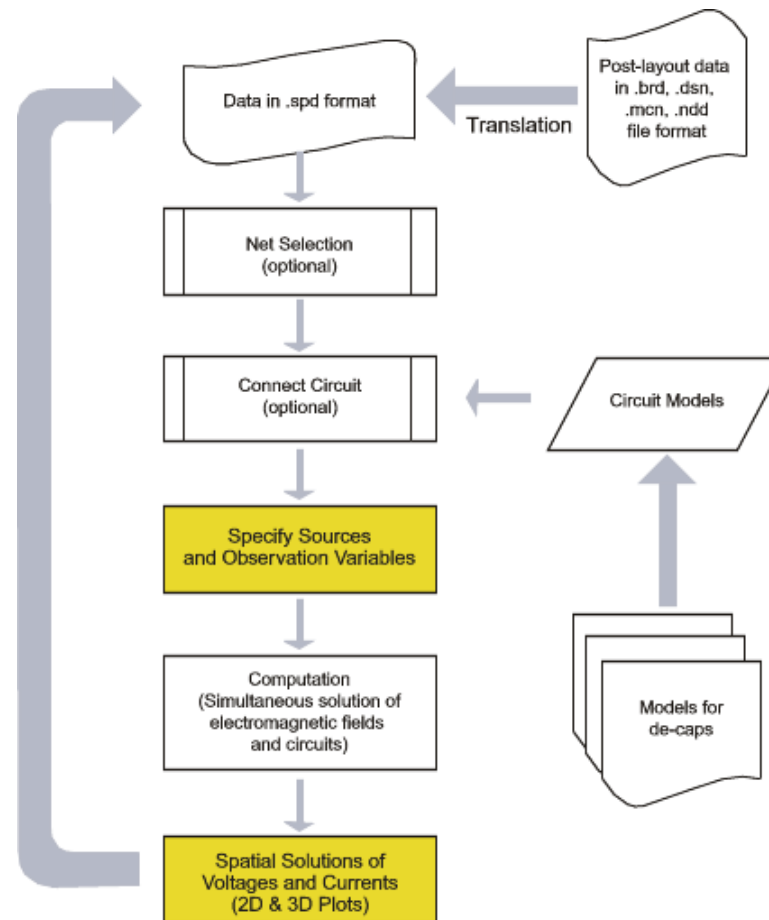 Data in .spd format
Translation
Post-layout data
in .brd, .dsn,
.mcn, .ndd
file format
Net Selection
(optional)
Connect Circuit
(optional)
Circuit Models
Specify Sources
and Observation Variables
Computation
(Simultaneous solution of
electromagnetic fields
and circuits)
Models for
de-caps
Spatial Solutions of
Voltages and Currents
(2D & 3D Plots)